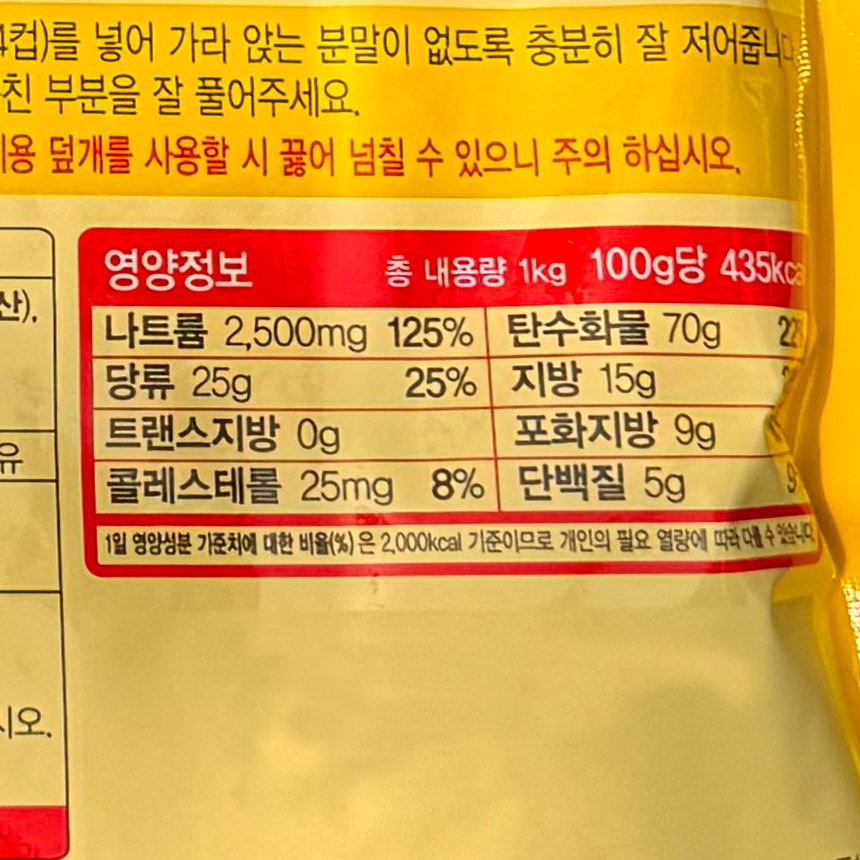 4컵)를 넣어 가라 앉는 분말이 없도록 충분히 잘
친 부분을 잘 풀어주세요.
덮개를 사용할 시 끓어 넘칠 수 있으니 주의 하십시오.
영양정보 총 내용량 1kg 100g당 435kcal
나트륨 2,500mg 125% 탄수화물 70g
당류 25g 25% 지방 15g
트랜스지방 0g 포화지방 9g
콜레스테롤 25mg 8% 단백질 5g
1일 영양성분 기준치에 대한 비율(%)은 2,000kcal 기준이므로 개인의 필요 열량에 따라 다를 수 있습니다.
산),
유
시오.